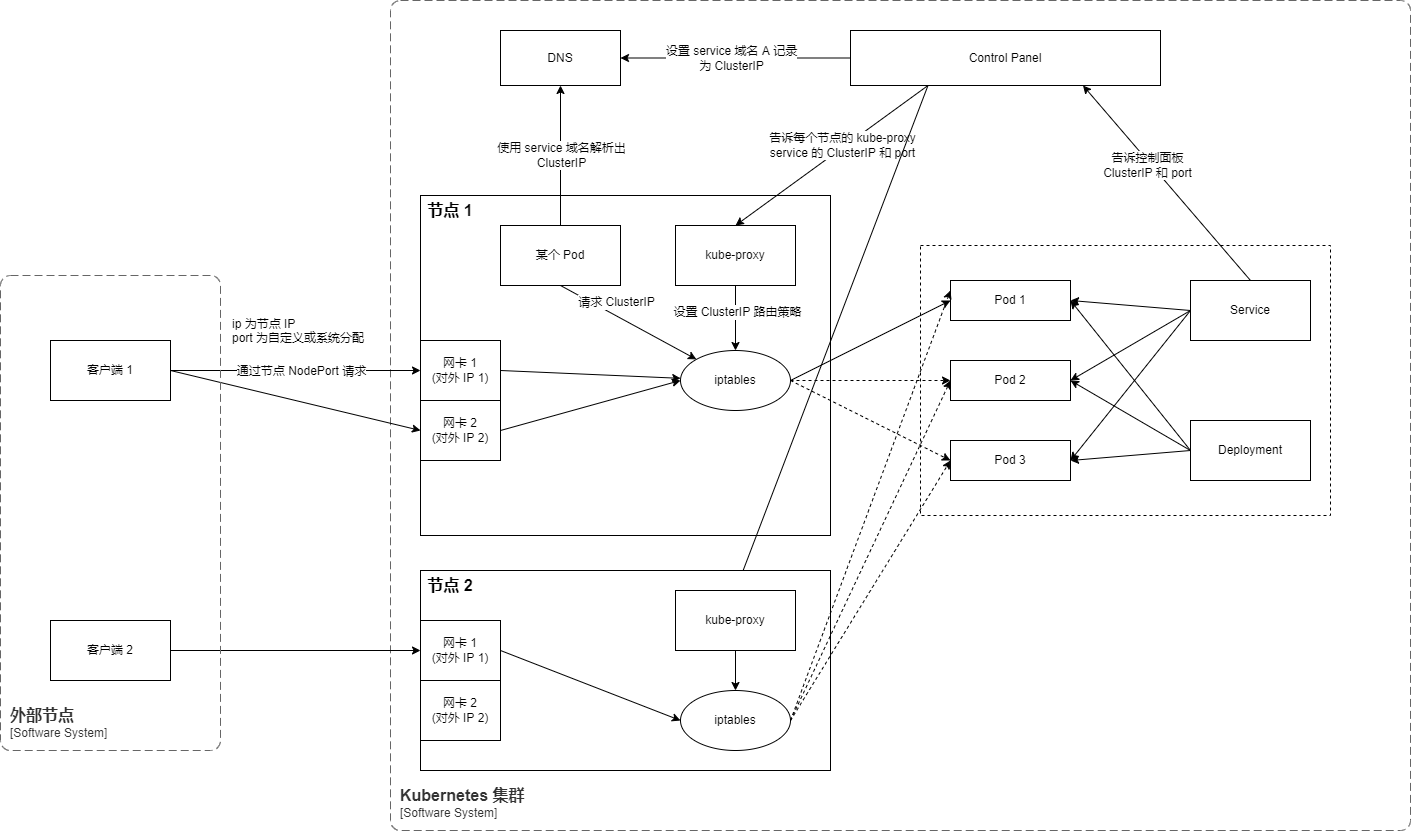 DNS
设置 service 域名 A 记录
为 ClusterIP
Control Panel
使用 service 域名解析出
ClusterIP
告诉每个节点的 kube-proxy
service 的 ClusterIP 和 port
告诉控制面板
ClusterIP 和 port
节点 1
某个 Pod
kube-proxy
请求 ClusterIP
设置 ClusterIP 路由策略
ip 为节点 IP
port 为自定义或系统分配
客户端 1
通过节点 NodePort 请求
网卡 1
(对外 IP 1)
网卡 2
(对外 IP 2)
iptables
Pod 1
Pod 2
Pod 3
Service
Deployment
节点 2
kube-proxy
客户端 2
网卡 1
(对外 IP 1)
网卡 2
(对外 IP 2)
iptables
外部节点
[Software System]
Kubernetes 集群
[Software System]